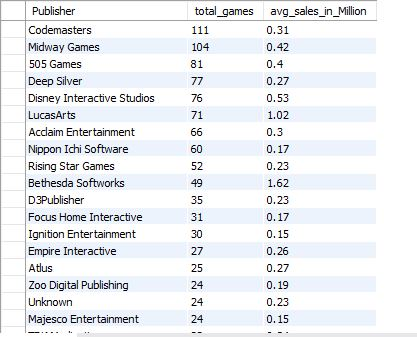 Publisher total_games avg_sales_in_Million
Codemasters 111 0.31
Midway Games 104 0.42
505 Games 81 0.4
Deep Silver 77 0.27
Disney Interactive Studios 76 0.53
LucasArts 71 1.02
Acclaim Entertainment 66 0.3
Nippon Ichi Software 60 0.17
Rising Star Games 52 0.23
Bethesda Softworks 49 1.62
D3Publisher 35 0.23
Focus Home Interactive 31 0.17
Ignition Entertainment 30 0.15
Empire Interactive 27 0.26
Atlus 25 0.27
Zoo Digital Publishing 24 0.19
Unknown 24 0.23
Majesco Entertainment 24 0.15